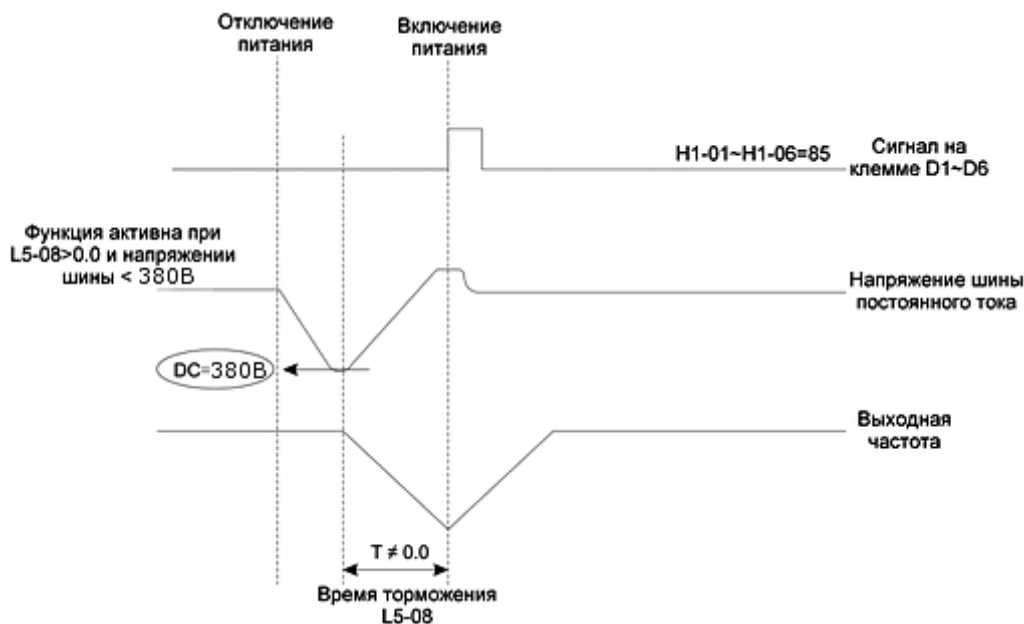 Отключение
питания
Включение
питания
H1-01~H1-06=85
Сигнал на
клемме D1~D6
Функция активна при
L5-08>0.0 и напряжении
шины < 380В
Напряжение шины
постоянного тока
DC=380В
Выходная
частота
T ≠ 0.0
Время торможения
L5-08